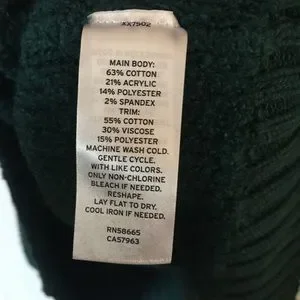 XX7502
MAIN BODY:
63% COTTON
21% ACRYLIC
14% POLYESTER
2% SPANDEX
TRIM:
55% COTTON
30% VISCOSE
15% POLYESTER
MACHINE WASH COLD.
GENTLE CYCLE.
WITH LIKE COLORS.
ONLY NON-CHLORINE
BLEACH IF NEEDED.
RESHAPE.
LAY FLAT TO DRY.
COOL IRON IF NEEDED.
RN58665
CA57963